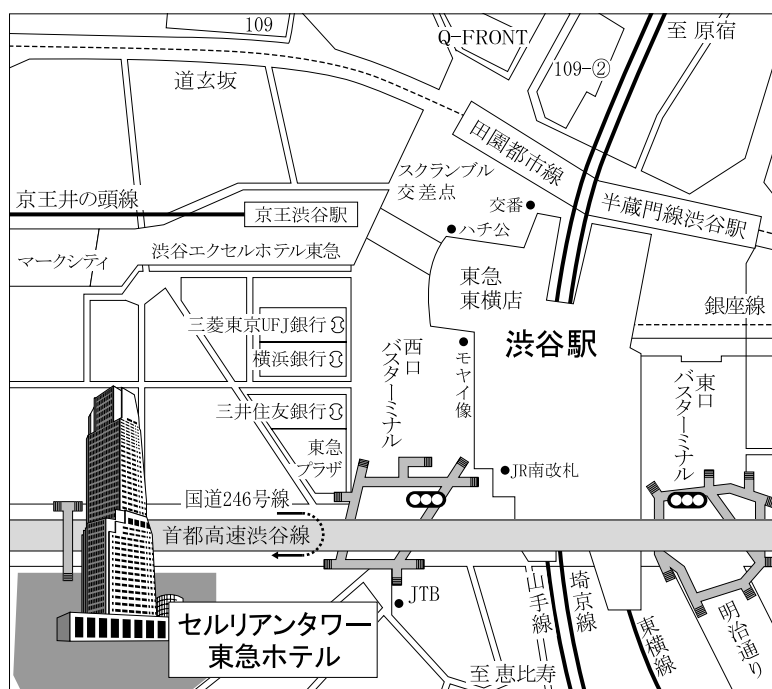 109
Q-FRONT
至 原宿
道玄坂
109-②
田園都市線
スクランブル
交差点
京王井の頭線
京王渋谷駅
交番
半蔵門線渋谷駅
ハチ公
マークシティ
渋谷エクセルホテル東急
東急
東横店
銀座線
三菱東京UFJ銀行
横浜銀行
西口
バスターミナル
モヤイ像
渋谷駅
東口
バスターミナル
三井住友銀行
東急
プラザ
JR南改札
国道246号線
首都高速渋谷線
JTB
山手線
埼京線
東横線
明治通り
セルリアンタワー
東急ホテル
至 恵比寿